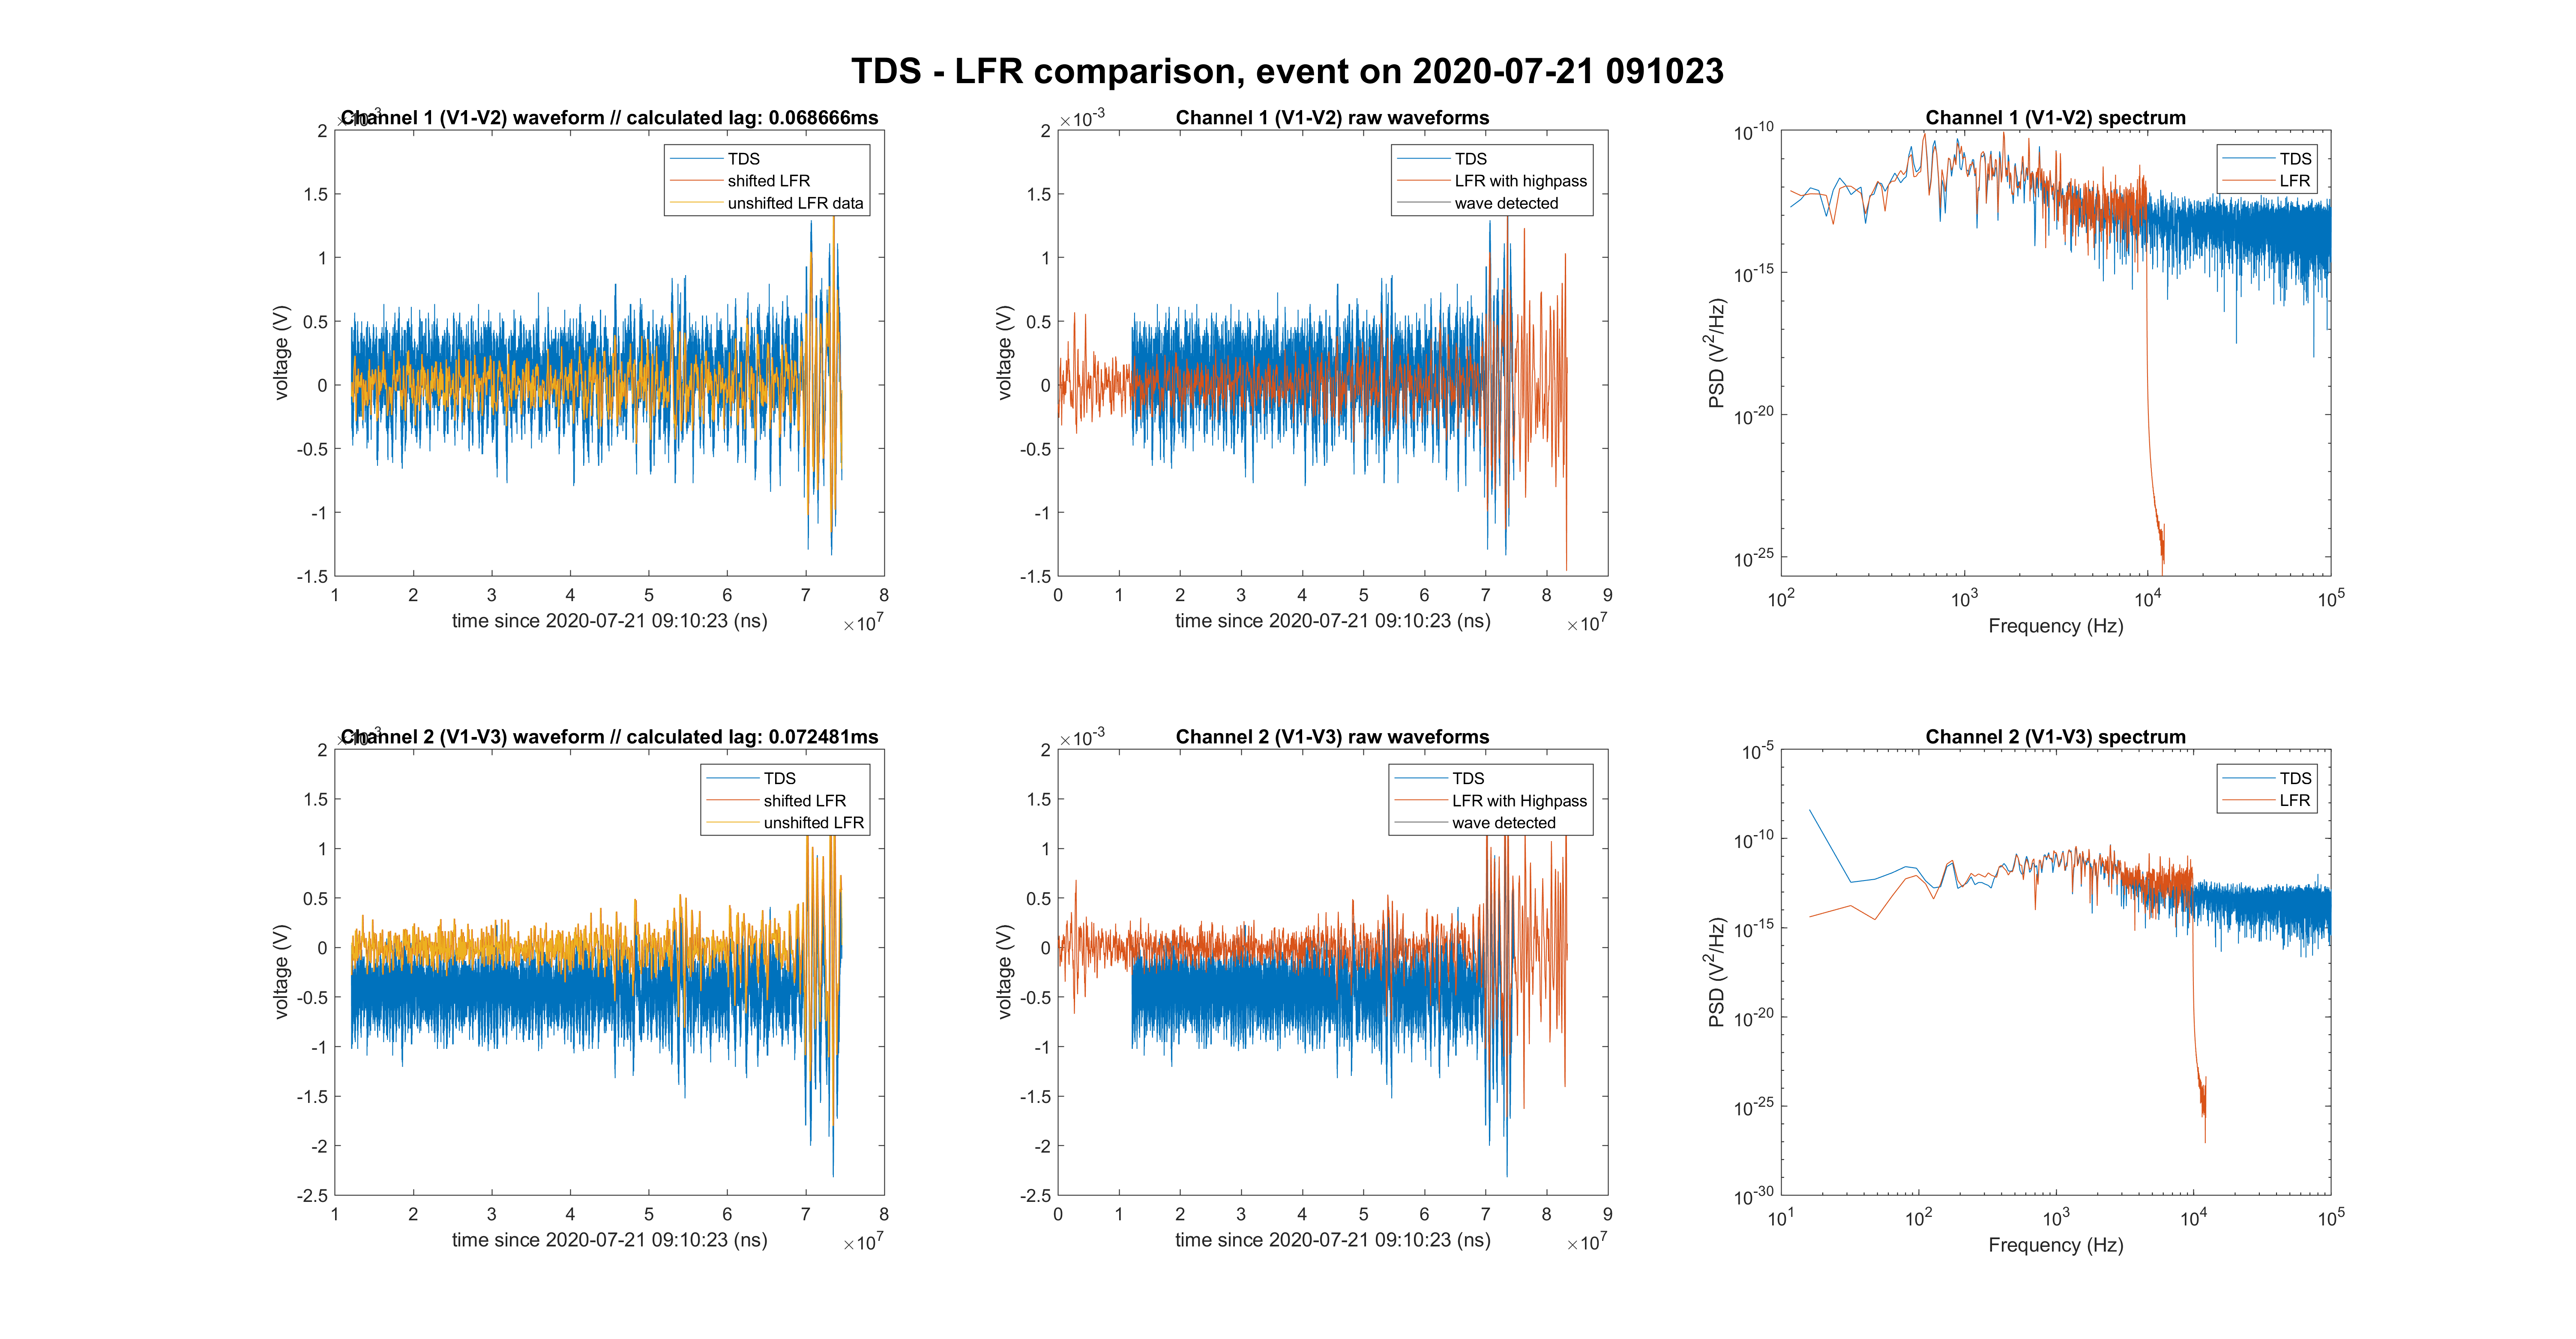 TDS - LFR comparison, event on 2020-07-21 091023
Channel 1 (V1-V2) waveform // calculated lag: 0.068666ms
2
1.5
1
0.5
0
-0.5
-1
-1.5
voltage (V)
TDS
shifted LFR
unshifted LFR data
1 2 3 4 5 6 7 8
time since 2020-07-21 09:10:23 (ns)
×10^7
Channel 1 (V1-V2) raw waveforms
×10^-3
2
1.5
1
0.5
0
-0.5
-1
-1.5
voltage (V)
TDS
LFR with highpass
wave detected
0 1 2 3 4 5 6 7 8 9
time since 2020-07-21 09:10:23 (ns)
×10^7
Channel 1 (V1-V2) spectrum
10^-10
10^-15
10^-20
10^-25
PSD (V^2/Hz)
TDS
LFR
10^2 10^3 10^4 10^5
Frequency (Hz)
Channel 2 (V1-V3) waveform // calculated lag: 0.072481ms
2
1.5
1
0.5
0
-0.5
-1
-1.5
-2
-2.5
voltage (V)
TDS
shifted LFR
unshifted LFR
1 2 3 4 5 6 7 8
time since 2020-07-21 09:10:23 (ns)
×10^7
Channel 2 (V1-V3) raw waveforms
×10^-3
2
1.5
1
0.5
0
-0.5
-1
-1.5
-2
-2.5
voltage (V)
TDS
LFR with Highpass
wave detected
0 1 2 3 4 5 6 7 8 9
time since 2020-07-21 09:10:23 (ns)
×10^7
Channel 2 (V1-V3) spectrum
10^-5
10^-10
10^-15
10^-20
10^-25
10^-30
PSD (V^2/Hz)
TDS
LFR
10^1 10^2 10^3 10^4 10^5
Frequency (Hz)